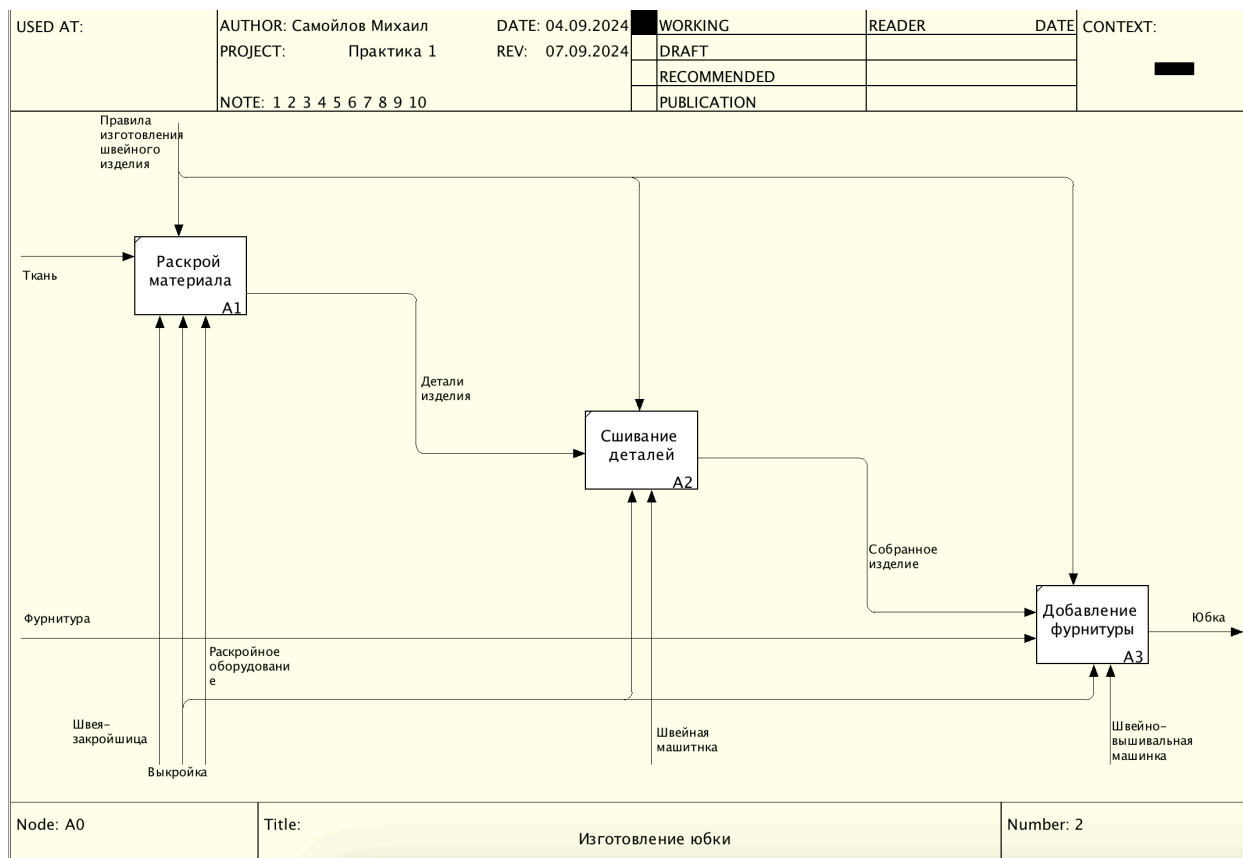 USED AT:
AUTHOR: Самойлов Михаил
DATE: 04.09.2024
PROJECT: Практика 1
REV: 07.09.2024
NOTE: 1 2 3 4 5 6 7 8 9 10
WORKING
DRAFT
RECOMMENDED
PUBLICATION
READER DATE
CONTEXT:
Правила
изготовления
швейного
изделия
Ткань
Раскрой
материала
A1
Детали
изделия
Сшивание
деталей
A2
Собранное
изделие
Фурнитура
Добавление
фурнитуры
A3
Юбка
Раскройное
оборудовани
е
Швея-
закройшица
Выкройка
Швейная
машитнка
Швейно-
вышивальная
машинка
Node: A0
Title:
Изготовление юбки
Number: 2